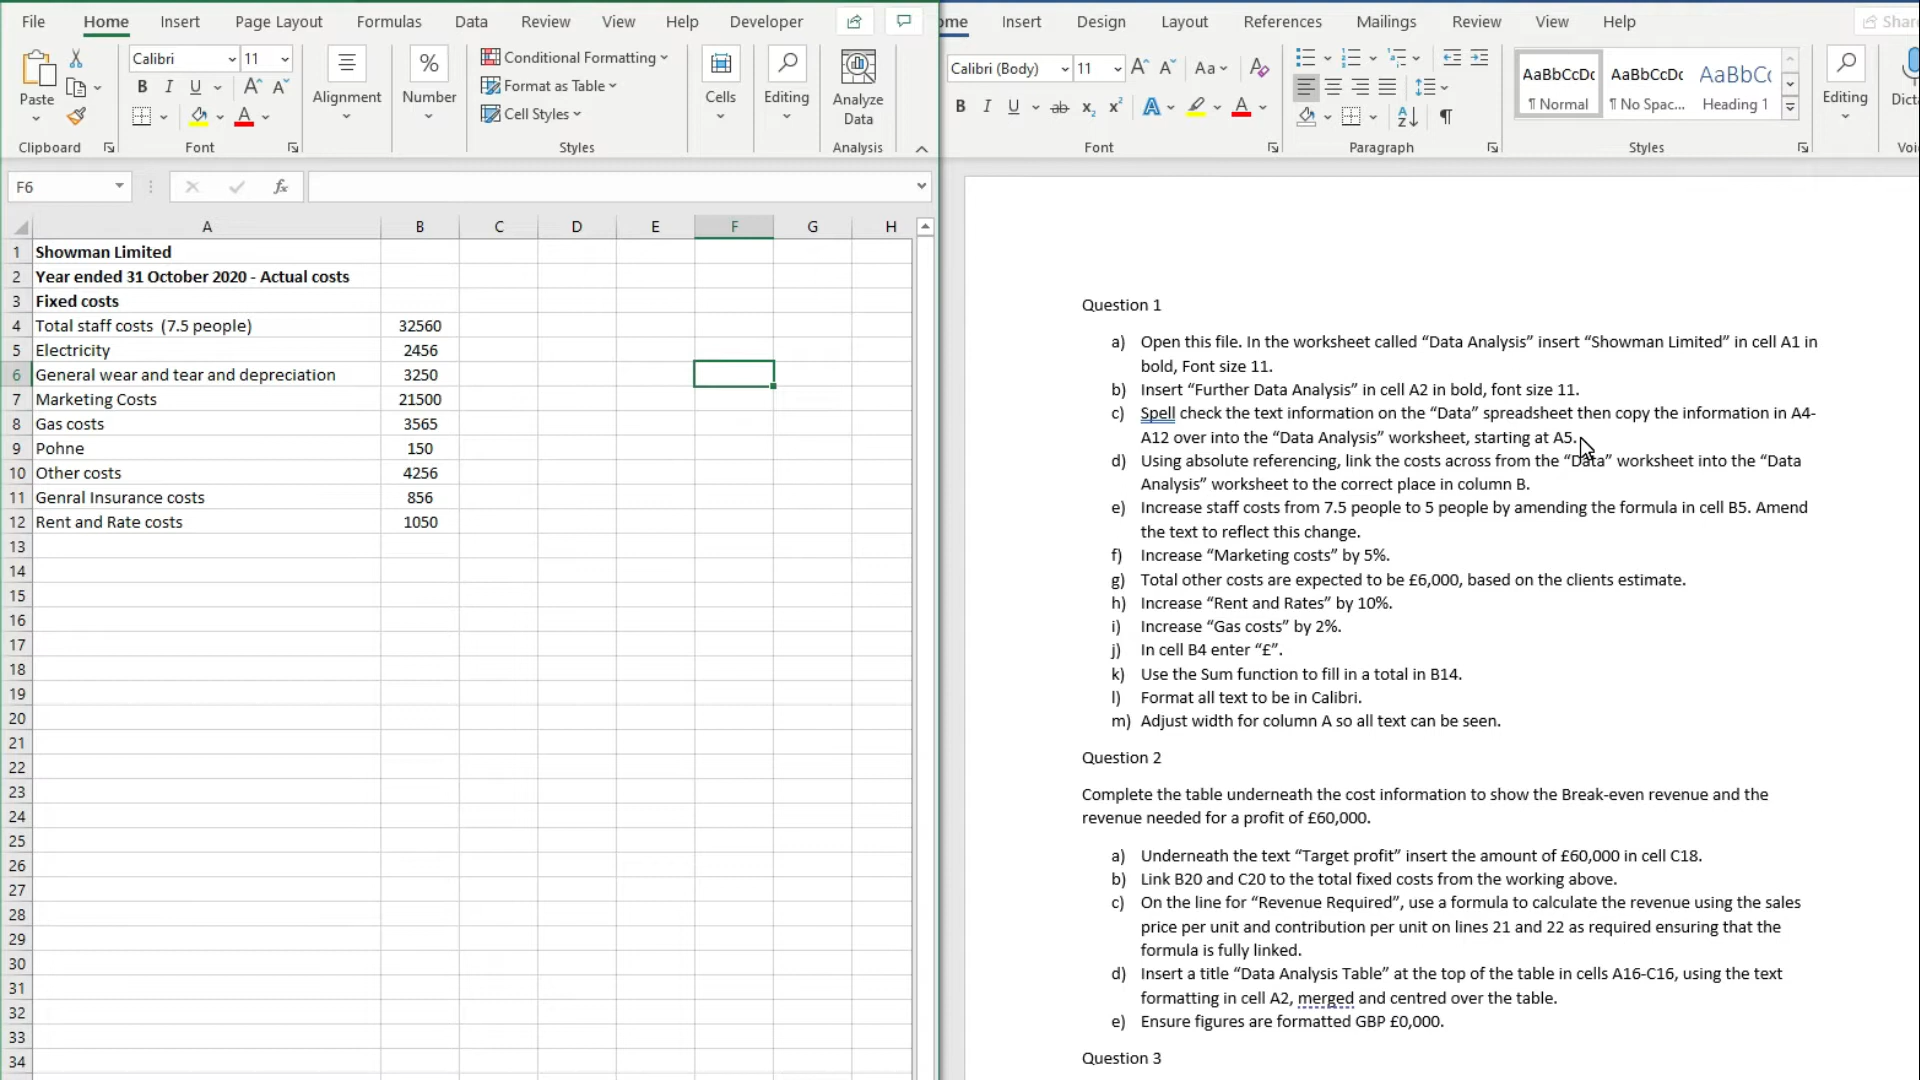 File Home Insert Page Layout Formulas Data Review View Help Developer
Calibri 11
Paste
B I U
Alignment
Number
Conditional Formatting
Format as Table
Cell Styles
Cells
Editing
Analyze
Data
Clipboard Font Styles Analysis
F6
fx
A B C D E F G H
1 Showman Limited
2 Year ended 31 October 2020 - Actual costs
3 Fixed costs
4 Total staff costs (7.5 people) 32560
5 Electricity 2456
6 General wear and tear and depreciation 3250
7 Marketing Costs 21500
8 Gas costs 3565
9 Pohne 150
10 Other costs 4256
11 Genral Insurance costs 856
12 Rent and Rate costs 1050
13
14
15
16
17
18
19
20
21
22
23
24
25
26
27
28
29
30
31
32
33
34
ome Insert Design Layout References Mailings Review View Help Shar
Calibri (Body) 11 Aa
B I U ab x₂ x² A A
AaBbCcDc AaBbCcDc AaBbCc
¶ Normal ¶ No Spac... Heading 1
Editing
Dicta
Font Paragraph Styles Voi
Question 1
a) Open this file. In the worksheet called “Data Analysis” insert “Showman Limited” in cell A1 in
bold, Font size 11.
b) Insert “Further Data Analysis” in cell A2 in bold, font size 11.
c) Spell check the text information on the “Data” spreadsheet then copy the information in A4-
A12 over into the “Data Analysis” worksheet, starting at A5.
d) Using absolute referencing, link the costs across from the “Data” worksheet into the “Data
Analysis” worksheet to the correct place in column B.
e) Increase staff costs from 7.5 people to 5 people by amending the formula in cell B5. Amend
the text to reflect this change.
f) Increase “Marketing costs” by 5%.
g) Total other costs are expected to be £6,000, based on the clients estimate.
h) Increase “Rent and Rates” by 10%.
i) Increase “Gas costs” by 2%.
j) In cell B4 enter “£”.
k) Use the Sum function to fill in a total in B14.
l) Format all text to be in Calibri.
m) Adjust width for column A so all text can be seen.
Question 2
Complete the table underneath the cost information to show the Break-even revenue and the
revenue needed for a profit of £60,000.
a) Underneath the text “Target profit” insert the amount of £60,000 in cell C18.
b) Link B20 and C20 to the total fixed costs from the working above.
c) On the line for “Revenue Required”, use a formula to calculate the revenue using the sales
price per unit and contribution per unit on lines 21 and 22 as required ensuring that the
formula is fully linked.
d) Insert a title “Data Analysis Table” at the top of the table in cells A16-C16, using the text
formatting in cell A2, merged and centred over the table.
e) Ensure figures are formatted GBP £0,000.
Question 3